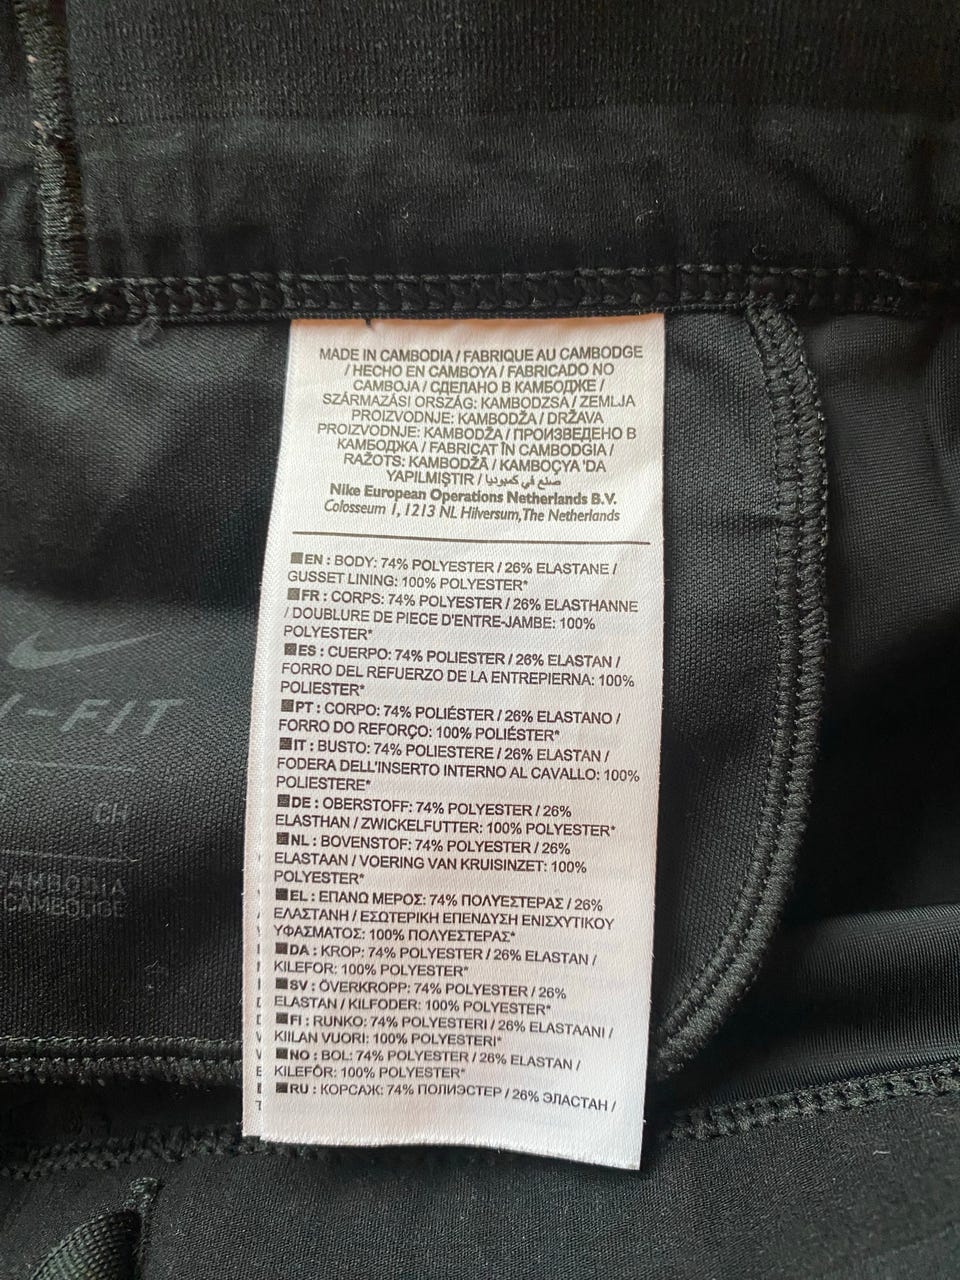 MADE IN CAMBODIA / FABRIQUE AU CAMBODGE
/ HECHO EN CAMBOYA / FABRICADO NO
CAMBOJA / СДЕЛАНО В КАМБОДЖЕ /
SZÁRMAZÁSI ORSZÁG: KAMBODZSA / ZEMLJA
PROIZVODNJE: KAMBODŽA / DRŽAVA
PROIZVODNJE: KAMBODŽA / ПРОИЗВЕДЕНО В
КАМБОДЖА / FABRICAT ÎN CAMBODGIA /
RAŽOTS: KAMBODŽĀ / KAMBOÇYA 'DA
YAPILMIŞTIR / صنع في كمبوديا
Nike European Operations Netherlands B.V.
Colosseum 1, 1213 NL Hilversum, The Netherlands
EN : BODY: 74% POLYESTER / 26% ELASTANE /
GUSSET LINING: 100% POLYESTER*
FR : CORPS: 74% POLYESTER / 26% ELASTHANNE
/ DOUBLURE DE PIECE D'ENTRE-JAMBE: 100%
POLYESTER*
ES : CUERPO: 74% POLIESTER / 26% ELASTAN /
FORRO DEL REFUERZO DE LA ENTREPIERNA: 100%
POLIESTER*
PT : CORPO: 74% POLIÉSTER / 26% ELASTANO /
FORRO DO REFORÇO: 100% POLIÉSTER*
IT : BUSTO: 74% POLIESTERE / 26% ELASTAN /
FODERA DELL'INSERTO INTERNO AL CAVALLO: 100%
POLIESTERE*
DE : OBERSTOFF: 74% POLYESTER / 26%
ELASTHAN / ZWICKELFUTTER: 100% POLYESTER*
NL : BOVENSTOF: 74% POLYESTER / 26%
ELASTAAN / VOERING VAN KRUISINZET: 100%
POLYESTER*
EL : ΕΠΑΝΩ ΜΕΡΟΣ: 74% ΠΟΛΥΕΣΤΕΡΑΣ / 26%
ΕΛΑΣΤΑΝΗ / ΕΣΩΤΕΡΙΚΗ ΕΠΕΝΔΥΣΗ ΕΝΙΣΧΥΤΙΚΟΥ
ΥΦΑΣΜΑΤΟΣ: 100% ΠΟΛΥΕΣΤΕΡΑΣ*
DA : KROP: 74% POLYESTER / 26% ELASTAN /
KILEFOR: 100% POLYESTER*
SV : ÖVERKROPP: 74% POLYESTER / 26%
ELASTAN / KILFODER: 100% POLYESTER*
FI : RUNKO: 74% POLYESTERI / 26% ELASTAANI /
KIILAN VUORI: 100% POLYESTERI*
NO : BOL: 74% POLYESTER / 26% ELASTAN /
KILEFÔR: 100% POLYESTER*
RU : КОРСАЖ: 74% ПОЛИЭСТЕР / 26% ЭЛАСТАН /
-FIT
CH
AMBODIA
CAMBODGE